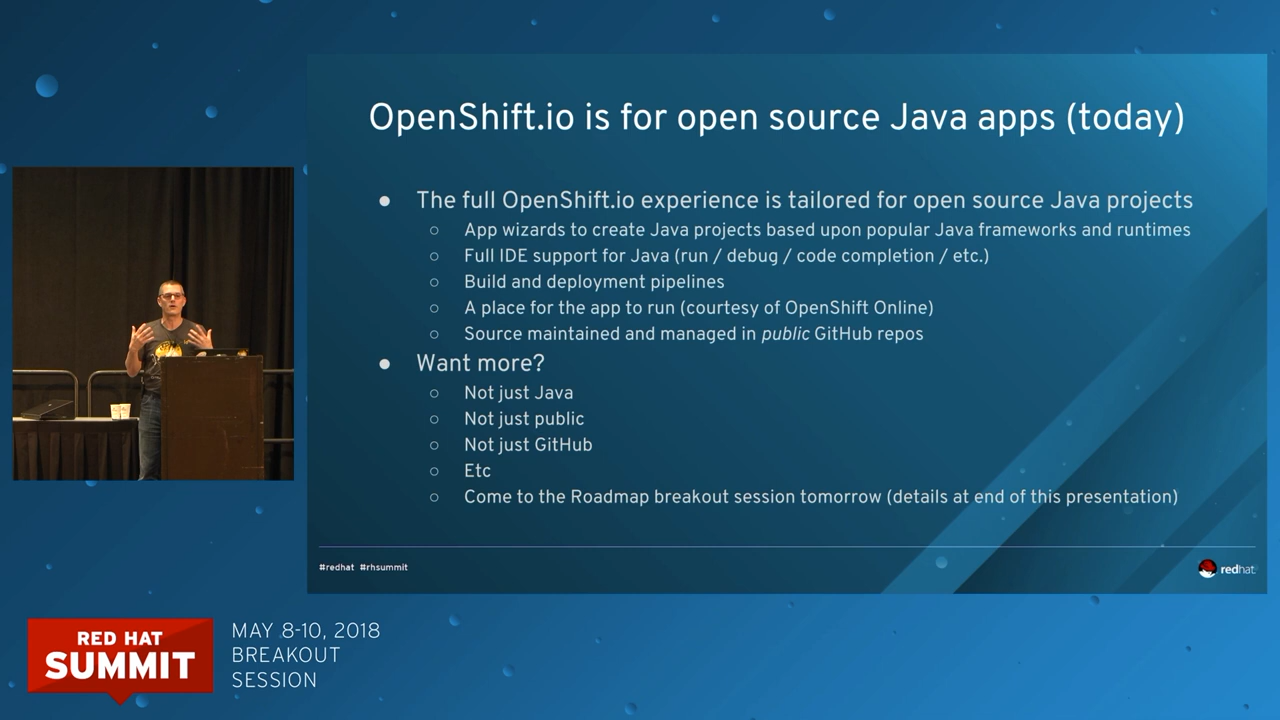 OpenShift.io is for open source Java apps (today)
● The full OpenShift.io experience is tailored for open source Java projects
○ App wizards to create Java projects based upon popular Java frameworks and runtimes
○ Full IDE support for Java (run / debug / code completion / etc.)
○ Build and deployment pipelines
○ A place for the app to run (courtesy of OpenShift Online)
○ Source maintained and managed in public GitHub repos
● Want more?
○ Not just Java
○ Not just public
○ Not just GitHub
○ Etc
○ Come to the Roadmap breakout session tomorrow (details at end of this presentation)
#redhat #rhsummit
redhat.
RED HAT
SUMMIT
MAY 8-10, 2018
BREAKOUT
SESSION